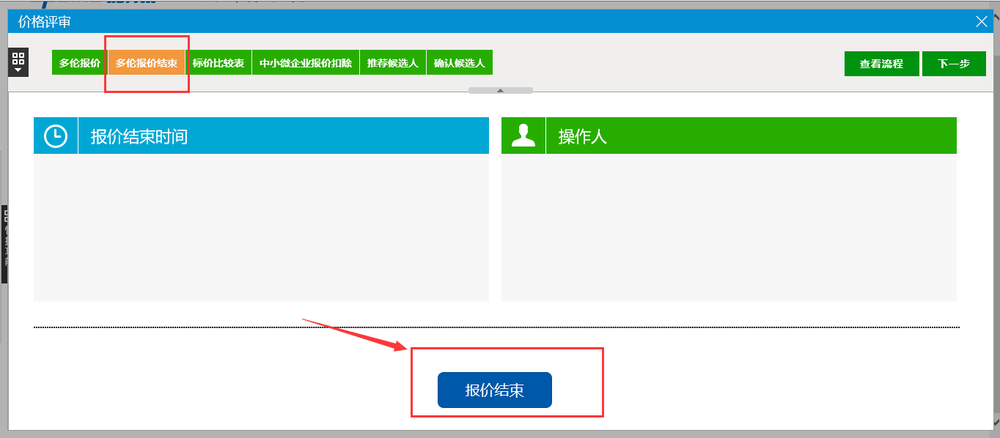 价格评审
多伦报价 多伦报价结束 标价比较表 中小微企业报价扣除 推荐候选人 确认候选人 查看流程 下一步
报价结束时间 操作人
报价结束